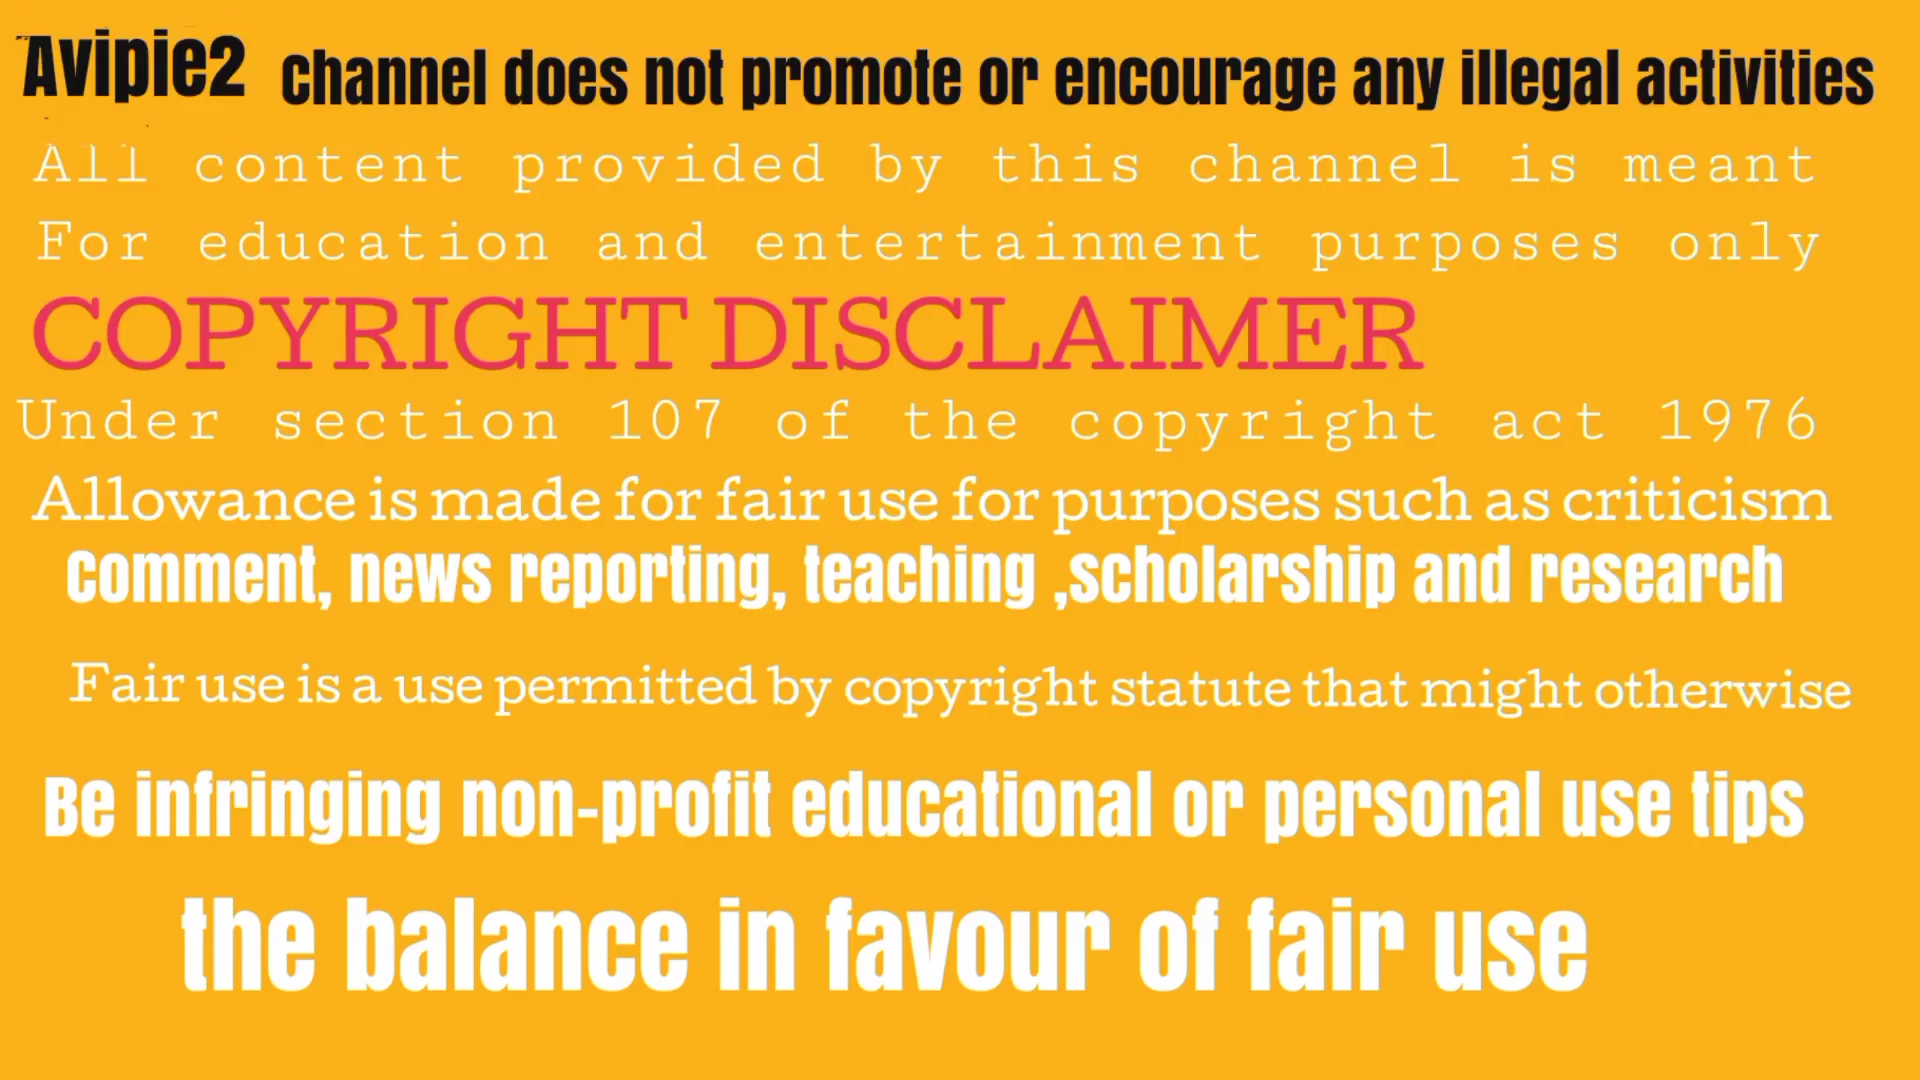 Avipie2 channel does not promote or encourage any illegal activities
All content provided by this channel is meant
For education and entertainment purposes only
COPYRIGHT DISCLAIMER
Under section 107 of the copyright act 1976
Allowance is made for fair use for purposes such as criticism
comment, news reporting, teaching ,scholarship and research
Fair use is a use permitted by copyright statute that might otherwise
Be infringing non-profit educational or personal use tips
the balance in favour of fair use